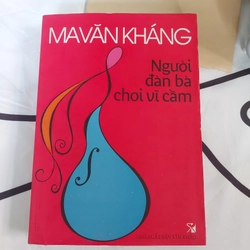 MA VĂN KHÁNG
Người
đàn bà
chơi vĩ cầm